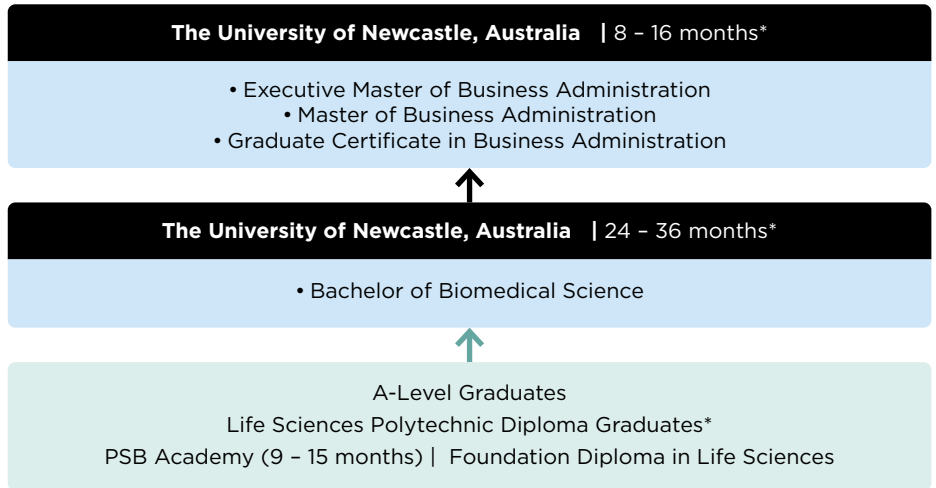 The University of Newcastle, Australia | 8 – 16 months*
• Executive Master of Business Administration
• Master of Business Administration
• Graduate Certificate in Business Administration
The University of Newcastle, Australia | 24 – 36 months*
• Bachelor of Biomedical Science
A-Level Graduates
Life Sciences Polytechnic Diploma Graduates*
PSB Academy (9 – 15 months) | Foundation Diploma in Life Sciences